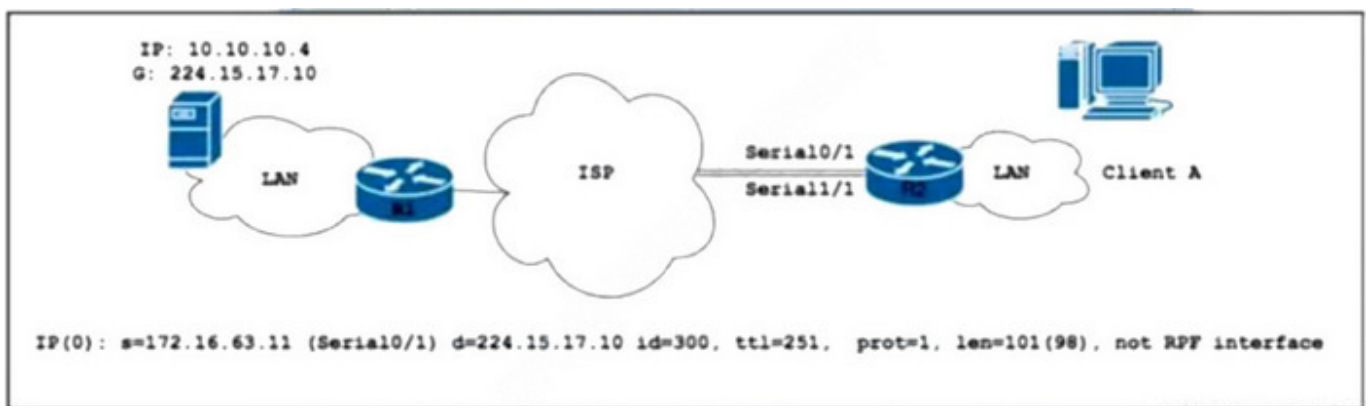 IP: 10.10.10.4
G: 224.15.17.10
LAN
R1
ISP
Serial0/1
Serial1/1
R2
LAN
Client A
IP(0): s=172.16.63.11 (Serial0/1) d=224.15.17.10 id=300, ttl=251, prot=1, len=101(98), not RPF interface